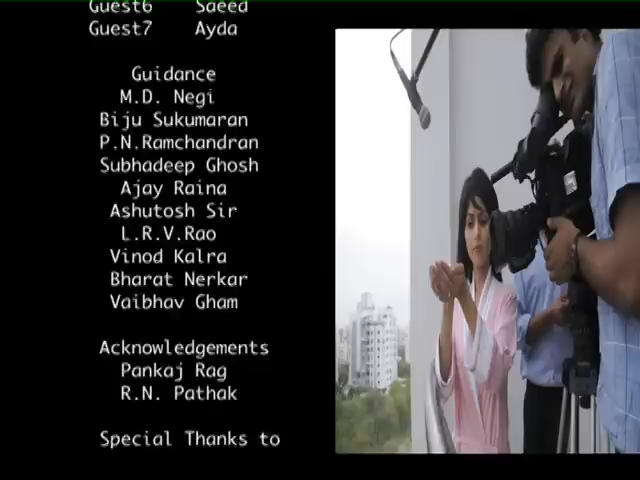 Guest6 Saeed
Guest7 Ayda
Guidance
M.D. Negi
Biju Sukumaran
P.N.Ramchandran
Subhadeep Ghosh
Ajay Raina
Ashutosh Sir
L.R.V.Rao
Vinod Kalra
Bharat Nerkar
Vaibhav Gham
Acknowledgements
Pankaj Rag
R.N. Pathak
Special Thanks to